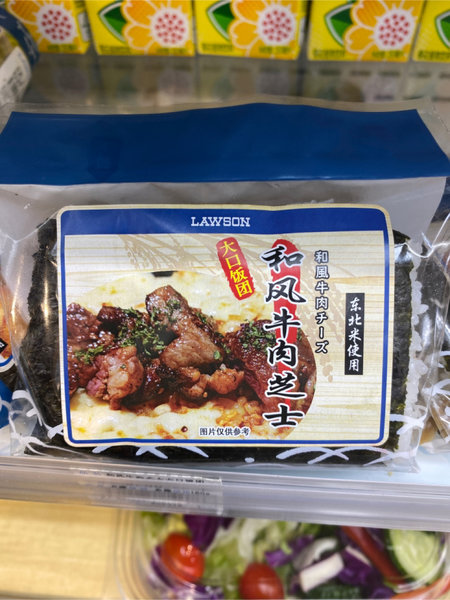 LAWSON
大口饭团
和风牛肉芝士
和風牛肉チーズ
东北米使用
图片仅供参考